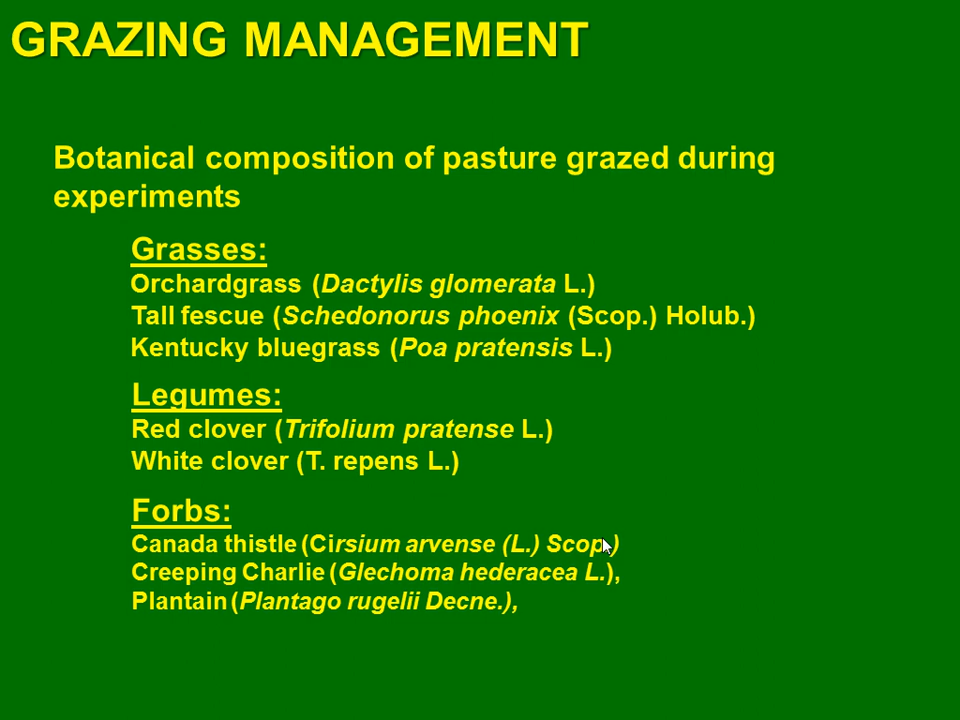 GRAZING MANAGEMENT
Botanical composition of pasture grazed during
experiments
Grasses:
Orchardgrass (Dactylis glomerata L.)
Tall fescue (Schedonorus phoenix (Scop.) Holub.)
Kentucky bluegrass (Poa pratensis L.)
Legumes:
Red clover (Trifolium pratense L.)
White clover (T. repens L.)
Forbs:
Canada thistle (Cirsium arvense (L.) Scop.)
Creeping Charlie (Glechoma hederacea L.),
Plantain (Plantago rugelii Decne.),